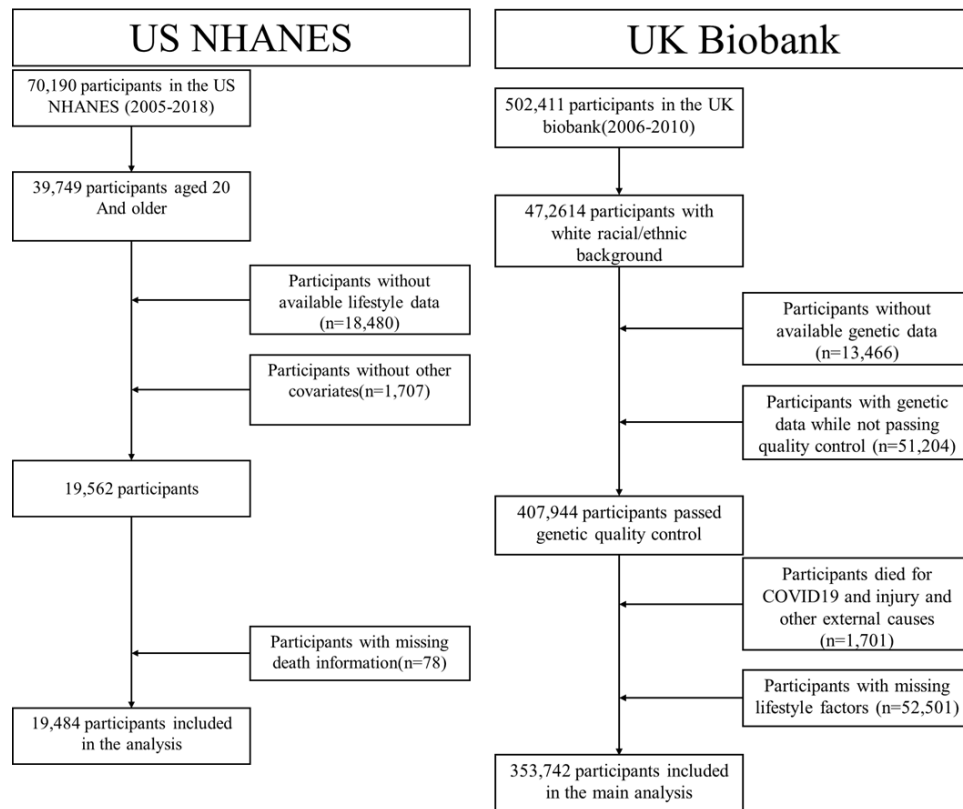 US NHANES
70,190 participants in the US
NHANES (2005-2018)
39,749 participants aged 20
And older
Participants without
available lifestyle data
(n=18,480)
Participants without other
covariates(n=1,707)
19,562 participants
Participants with missing
death information(n=78)
19,484 participants included
in the analysis
UK Biobank
502,411 participants in the UK
biobank(2006-2010)
47,2614 participants with
white racial/ethnic
background
Participants without
available genetic data
(n=13,466)
Participants with genetic
data while not passing
quality control (n=51,204)
407,944 participants passed
genetic quality control
Participants died for
COVID19 and injury and
other external causes
(n=1,701)
Participants with missing
lifestyle factors (n=52,501)
353,742 participants included
in the main analysis